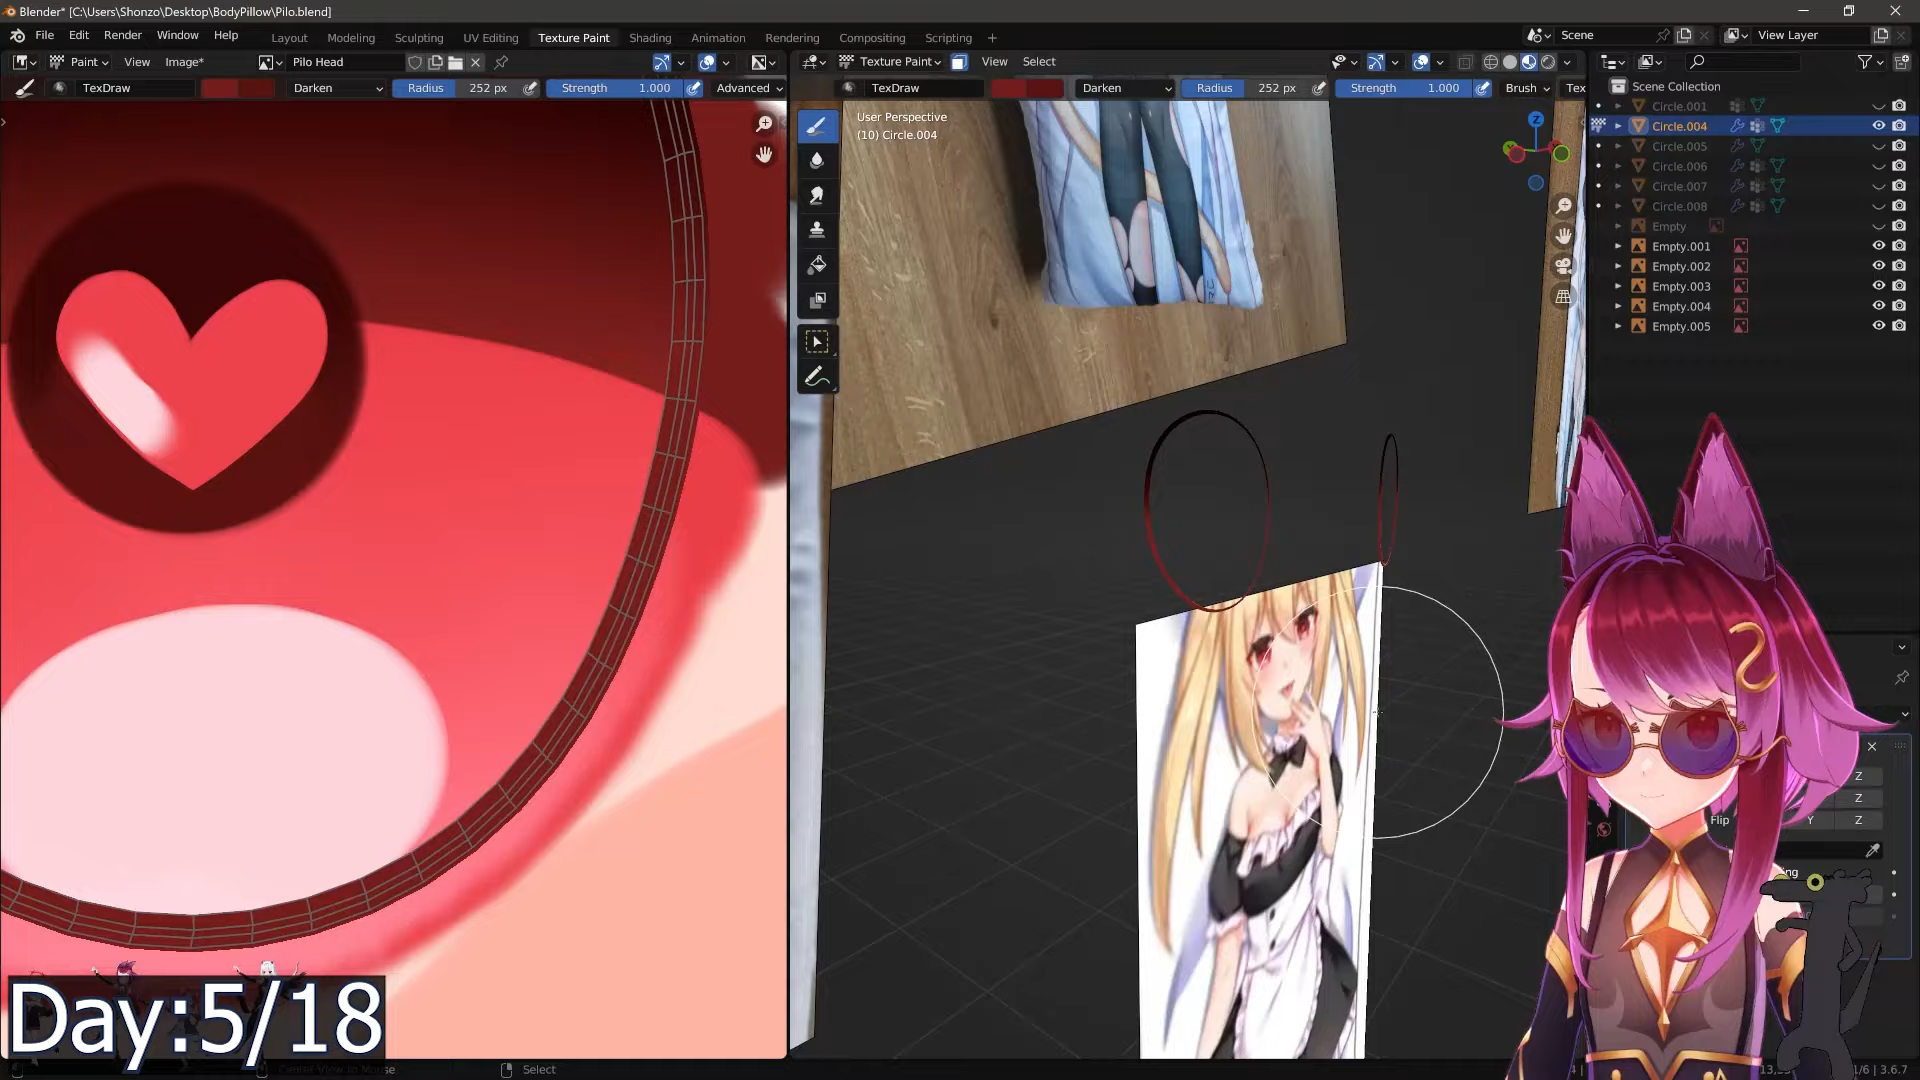 Blender* [C:\Users\Shonzo\Desktop\BodyPillow\Pilo.blend]
File Edit Render Window Help Layout Modeling Sculpting UV Editing Texture Paint Shading Animation Rendering Compositing Scripting + Scene View Layer
Paint View Image* Pilo Head Texture Paint View Select
TexDraw Darken Radius 252 px Strength 1.000 Advanced TexDraw Darken Radius 252 px Strength 1.000 Brush Tex
Scene Collection
Circle.001
Circle.004
Circle.005
Circle.006
Circle.007
Circle.008
Empty
Empty.001
Empty.002
Empty.003
Empty.004
Empty.005
User Perspective
(10) Circle.004
Z
Z
Z
Flip Y Z
ng
Day:5/18
Select
1/6 3.6.7